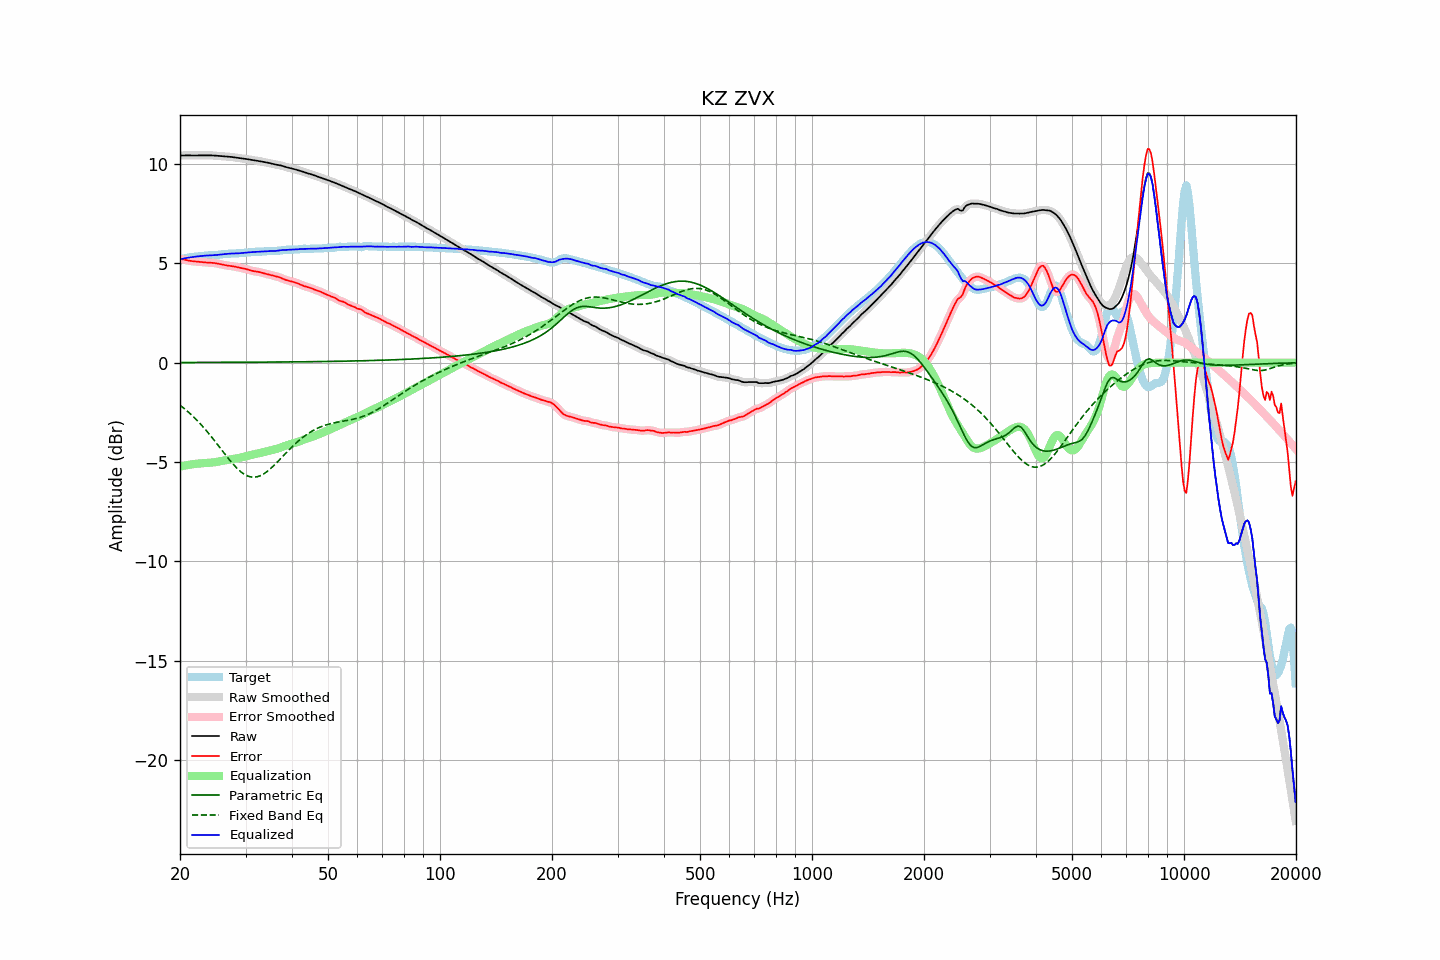 KZ ZVX
Amplitude (dBr)
10
5
0
−5
−10
−15
−20
Target
Raw Smoothed
Error Smoothed
Raw
Error
Equalization
Parametric Eq
Fixed Band Eq
Equalized
20 50 100 200 500 1000 2000 5000 10000 20000
Frequency (Hz)